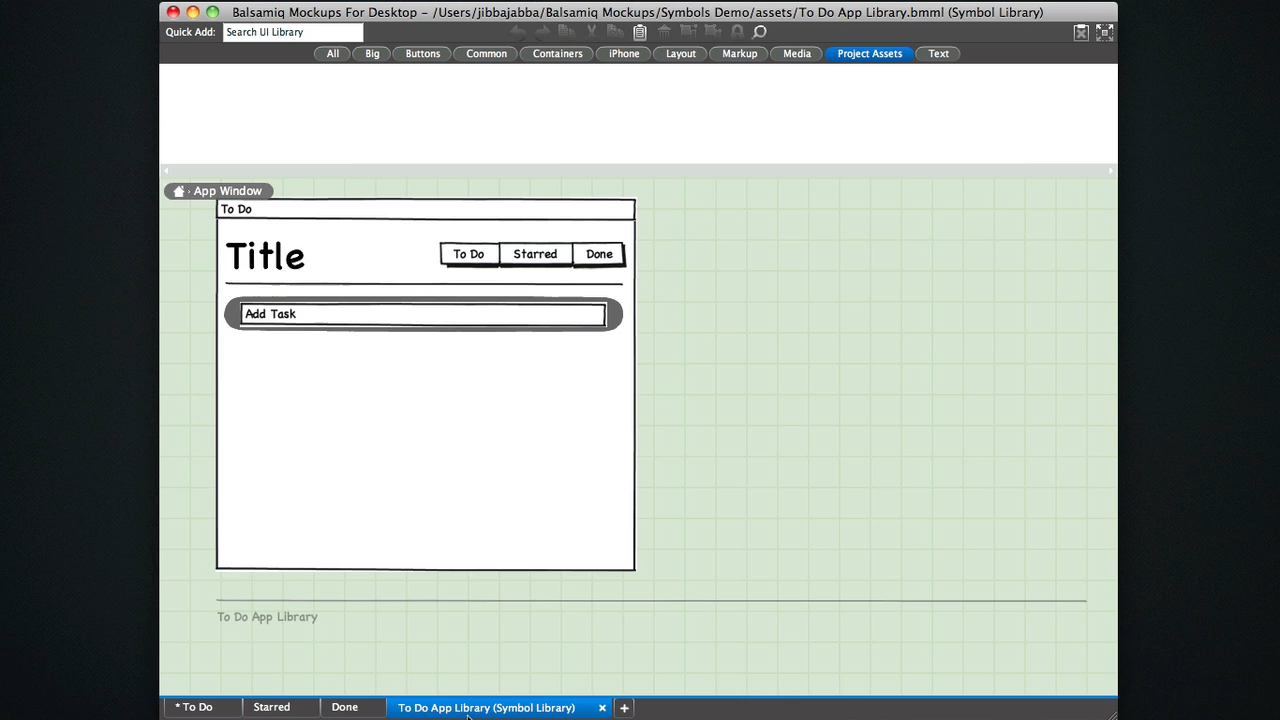 Balsamiq Mockups For Desktop – /Users/jibbajabba/Balsamiq Mockups/Symbols Demo/assets/To Do App Library.bmml (Symbol Library)
Quick Add: Search UI Library
All Big Buttons Common Containers iPhone Layout Markup Media Project Assets Text
App Window
To Do
Title To Do Starred Done
Add Task
To Do App Library
* To Do Starred Done To Do App Library (Symbol Library)